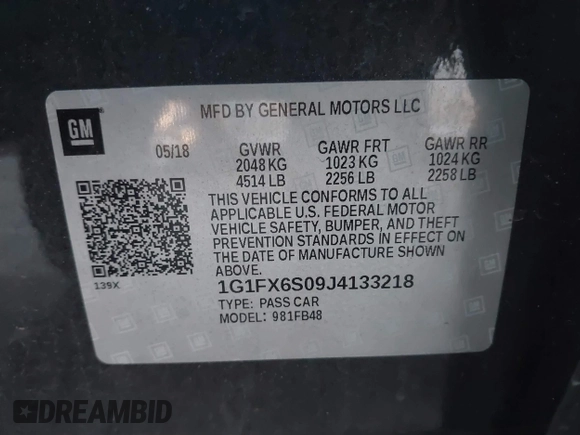 MFD BY GENERAL MOTORS LLC
GM
05/18 GVWR GAWR FRT GAWR RR
2048 KG 1023 KG 1024 KG
4514 LB 2256 LB 2258 LB
THIS VEHICLE CONFORMS TO ALL
APPLICABLE U.S. FEDERAL MOTOR
VEHICLE SAFETY, BUMPER, AND THEFT
PREVENTION STANDARDS IN EFFECT ON
THE DATE OF MANUFACTURE SHOWN
ABOVE.
139X
1G1FX6S09J4133218
TYPE: PASS CAR
MODEL: 981FB48
DREAMBID